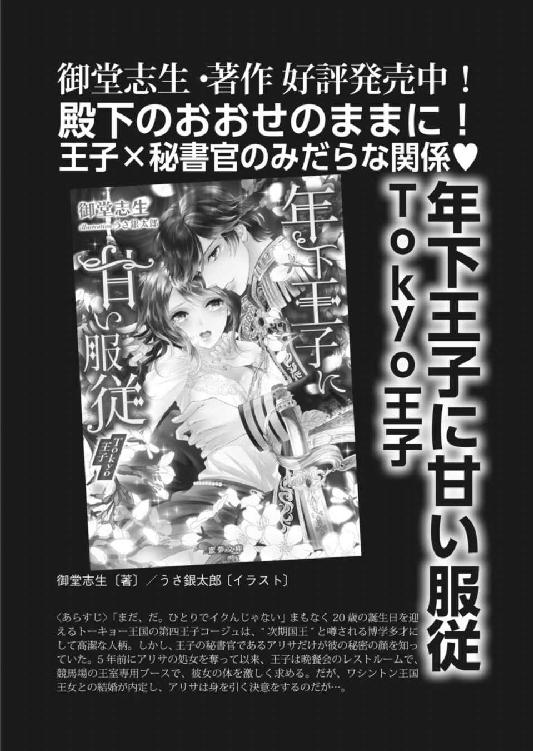 御堂志生・著作 好評発売中！
殿下のおおせのままに！
王子×秘書官のみだらな関係♥
年下王子に甘い服従
Tokyo王子
御堂志生
illustration うさ銀太郎
年下王子に
甘い服従
Tokyo
王子
蜜夢文庫
御堂志生〔著〕／うさ銀太郎〔イラスト〕
〈あらすじ〉「まだ、だ。ひとりでイクんじゃない」まもなく20歳の誕生日を迎
えるトーキョー王国の第四王子コージュは、“次期国王”と噂される博学多才に
して高潔な人柄。しかし、王子の秘書官であるアリサだけが彼の秘密の顔を知っ
ていた。5年前にアリサの処女を奪って以来、王子は晩餐会のレストルームで、
競馬場の王室専用ブースで、彼女の体を激しく求める。だが、ワシントン王国
王女との結婚が内定し、アリサは身を引く決意をするのだが…。